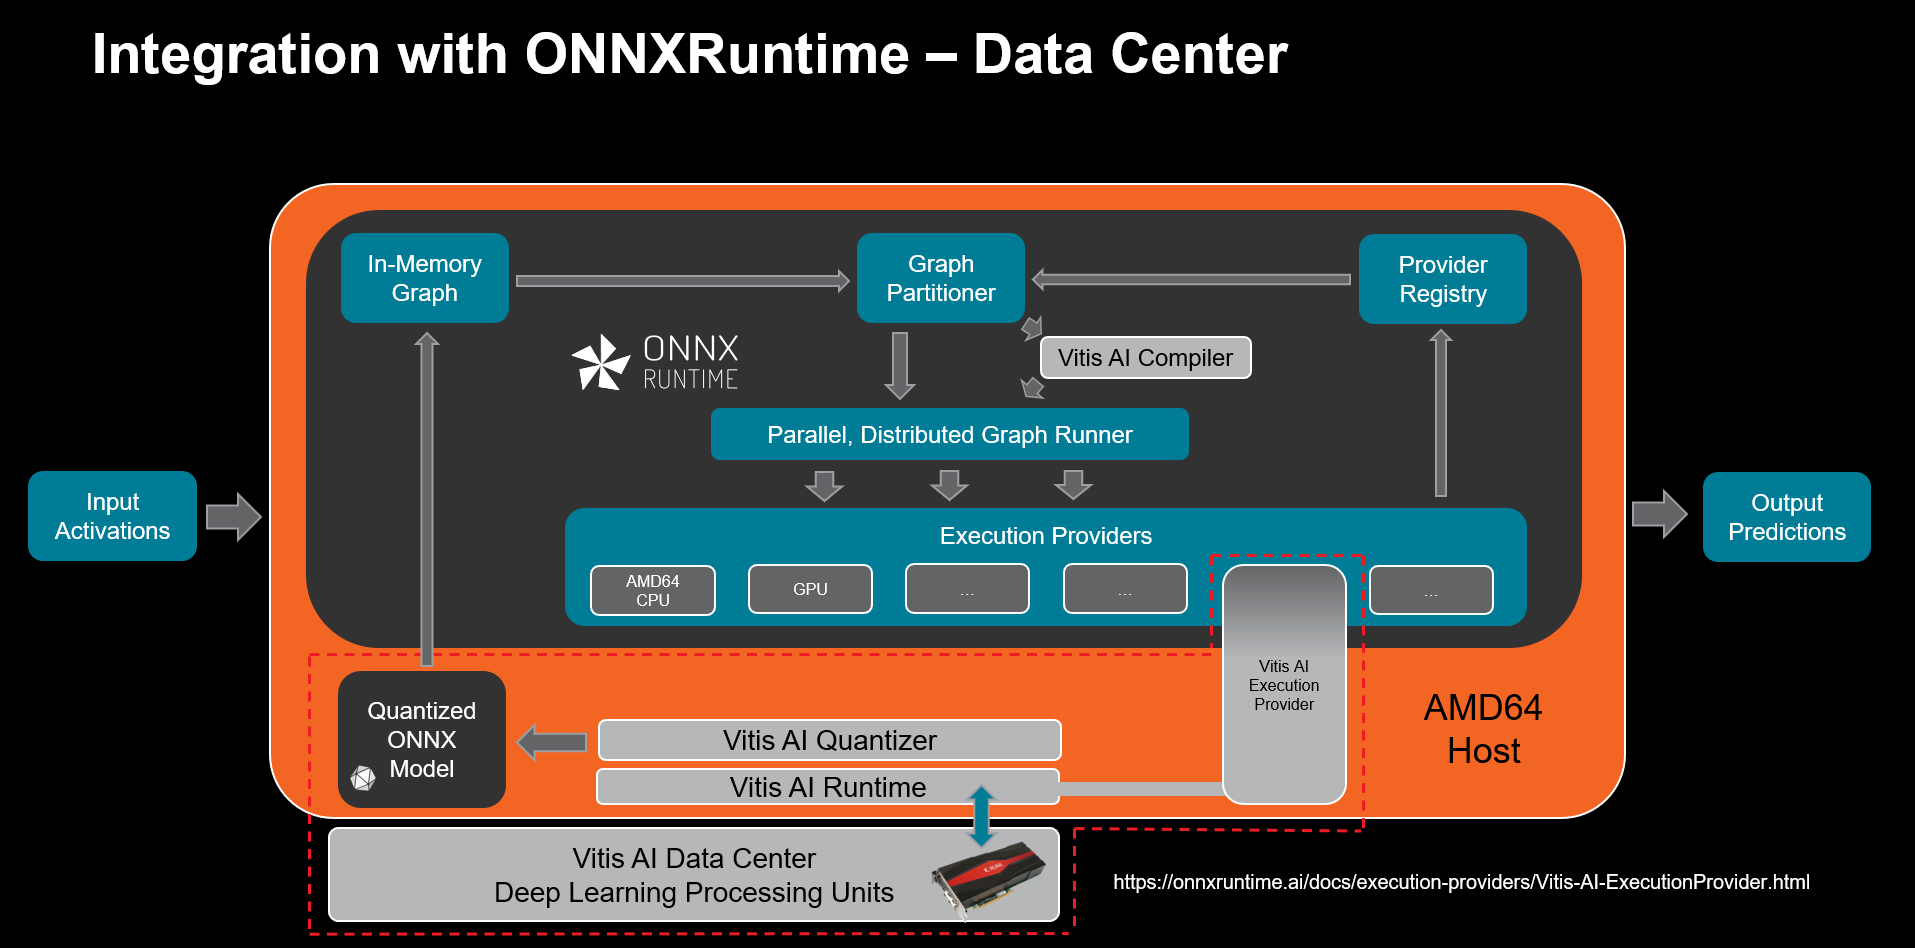 Integration with ONNXRuntime – Data Center
In-Memory
Graph
Graph
Partitioner
Provider
Registry
ONNX
RUNTIME
Vitis AI Compiler
Parallel, Distributed Graph Runner
Input
Activations
Output
Predictions
Execution Providers
AMD64
CPU
GPU
...
...
...
Vitis AI
Execution
Provider
Quantized
ONNX
Model
Vitis AI Quantizer
Vitis AI Runtime
AMD64
Host
Vitis AI Data Center
Deep Learning Processing Units
XILINX
https://onnxruntime.ai/docs/execution-providers/Vitis-AI-ExecutionProvider.html